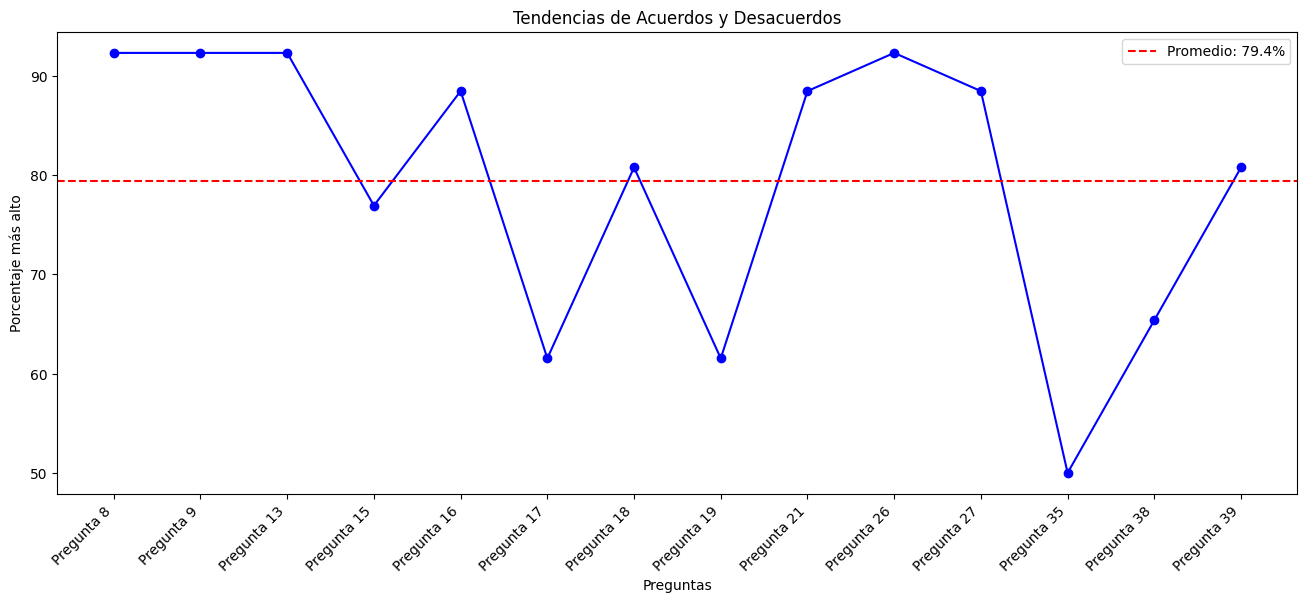 Tendencias de Acuerdos y Desacuerdos
Promedio: 79.4%
Porcentaje más alto
90
80
70
60
50
Pregunta 8
Pregunta 9
Pregunta 13
Pregunta 15
Pregunta 16
Pregunta 17
Pregunta 18
Pregunta 19
Pregunta 21
Pregunta 26
Pregunta 27
Pregunta 35
Pregunta 38
Pregunta 39
Preguntas